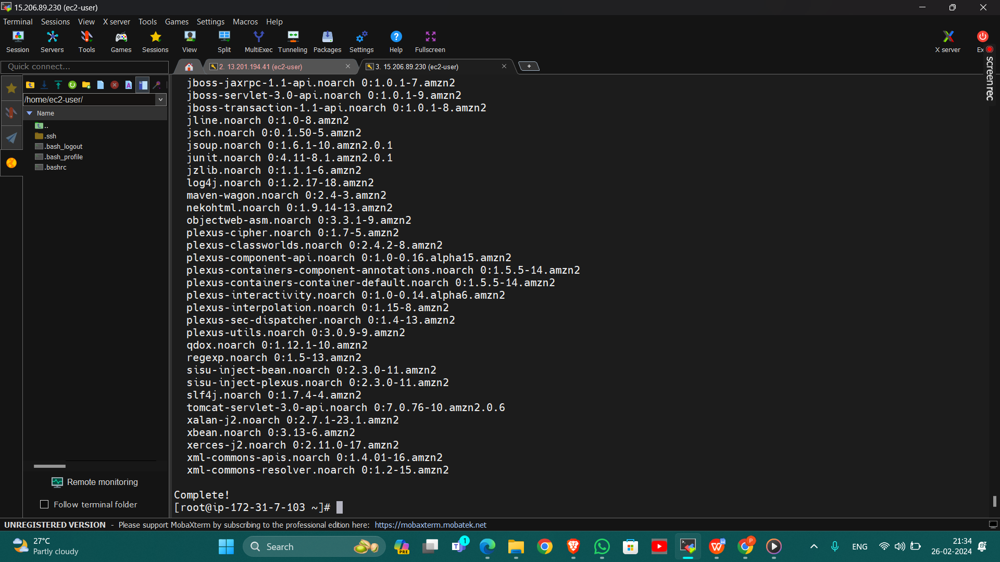 15.206.89.230 (ec2-user)
Terminal Sessions View X server Tools Games Settings Macros Help
Session Servers Tools Games Sessions View Split MultiExec Tunneling Packages Settings Help Fullscreen X server Ex
screenrec
Quick connect...
2. 13.201.194.41 (ec2-user)
3. 15.206.89.230 (ec2-user)
/home/ec2-user/
Name
..
.ssh
.bash_logout
.bash_profile
.bashrc
jboss-jaxrpc-1.1-api.noarch 0:1.0.1-7.amzn2
jboss-servlet-3.0-api.noarch 0:1.0.1-9.amzn2
jboss-transaction-1.1-api.noarch 0:1.0.1-8.amzn2
jline.noarch 0:1.0-8.amzn2
jsch.noarch 0:0.1.50-5.amzn2
jsoup.noarch 0:1.6.1-10.amzn2.0.1
junit.noarch 0:4.11-8.1.amzn2.0.1
jzlib.noarch 0:1.1.1-6.amzn2
log4j.noarch 0:1.2.17-18.amzn2
maven-wagon.noarch 0:2.4-3.amzn2
nekohtml.noarch 0:1.9.14-13.amzn2
objectweb-asm.noarch 0:3.3.1-9.amzn2
plexus-cipher.noarch 0:1.7-5.amzn2
plexus-classworlds.noarch 0:2.4.2-8.amzn2
plexus-component-api.noarch 0:1.0-0.16.alpha15.amzn2
plexus-containers-component-annotations.noarch 0:1.5.5-14.amzn2
plexus-containers-container-default.noarch 0:1.5.5-14.amzn2
plexus-interactivity.noarch 0:1.0-0.14.alpha6.amzn2
plexus-interpolation.noarch 0:1.15-8.amzn2
plexus-sec-dispatcher.noarch 0:1.4-13.amzn2
plexus-utils.noarch 0:3.0.9-9.amzn2
qdox.noarch 0:1.12.1-10.amzn2
regexp.noarch 0:1.5-13.amzn2
sisu-inject-bean.noarch 0:2.3.0-11.amzn2
sisu-inject-plexus.noarch 0:2.3.0-11.amzn2
slf4j.noarch 0:1.7.4-4.amzn2
tomcat-servlet-3.0-api.noarch 0:7.0.76-10.amzn2.0.6
xalan-j2.noarch 0:2.7.1-23.1.amzn2
xbean.noarch 0:3.13-6.amzn2
xerces-j2.noarch 0:2.11.0-17.amzn2
xml-commons-apis.noarch 0:1.4.01-16.amzn2
xml-commons-resolver.noarch 0:1.2-15.amzn2
Complete!
[root@ip-172-31-7-103 ~]#
Remote monitoring
Follow terminal folder
UNREGISTERED VERSION - Please support MobaXterm by subscribing to the professional edition here: https://mobaxterm.mobatek.net
27°C
Partly cloudy
Search
PRE
1
ENG
21:34
26-02-2024